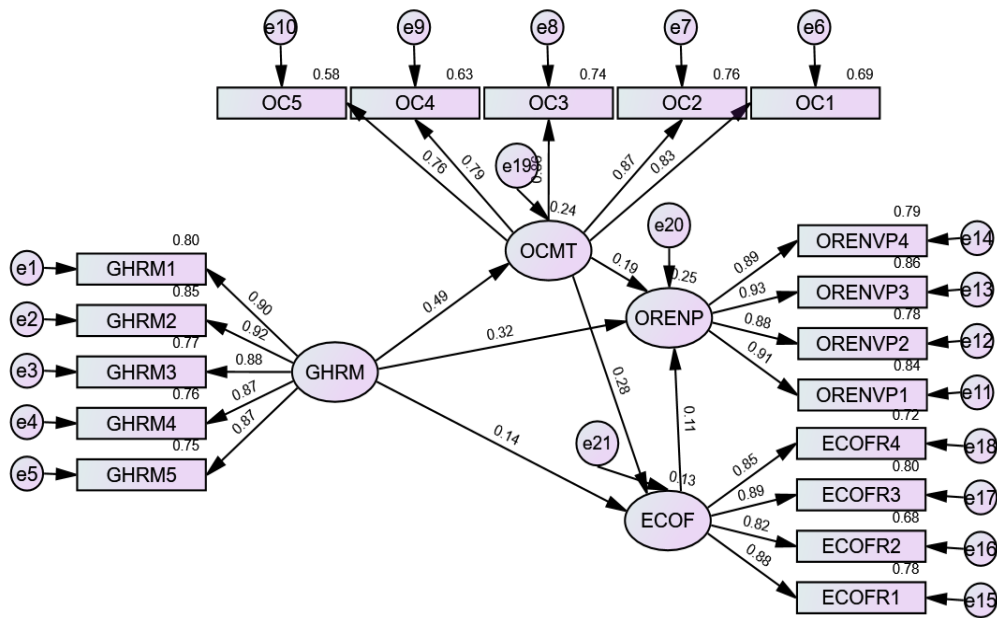 e10 e9 e8 e7 e6
0.58 0.63 0.74 0.76 0.69
OC5 OC4 OC3 OC2 OC1
0.76 0.79 0.87 0.83
e19
0.24
OCMT
e20
0.19 0.25
ORENP
0.79
ORENVP4 e14
0.89 0.86
ORENVP3 e13
0.93 0.78
ORENVP2 e12
0.88 0.84
ORENVP1 e11
0.91
0.80
e1 GHRM1
0.90 0.85
e2 GHRM2
0.92 0.77
e3 GHRM3
0.88 0.76
e4 GHRM4
0.87 0.75
e5 GHRM5
0.87
GHRM
0.49
0.32
0.14
0.28
0.11
e21
0.13
ECOF
0.72
ECOFR4 e18
0.85 0.80
ECOFR3 e17
0.89 0.68
ECOFR2 e16
0.82 0.78
ECOFR1 e15
0.88